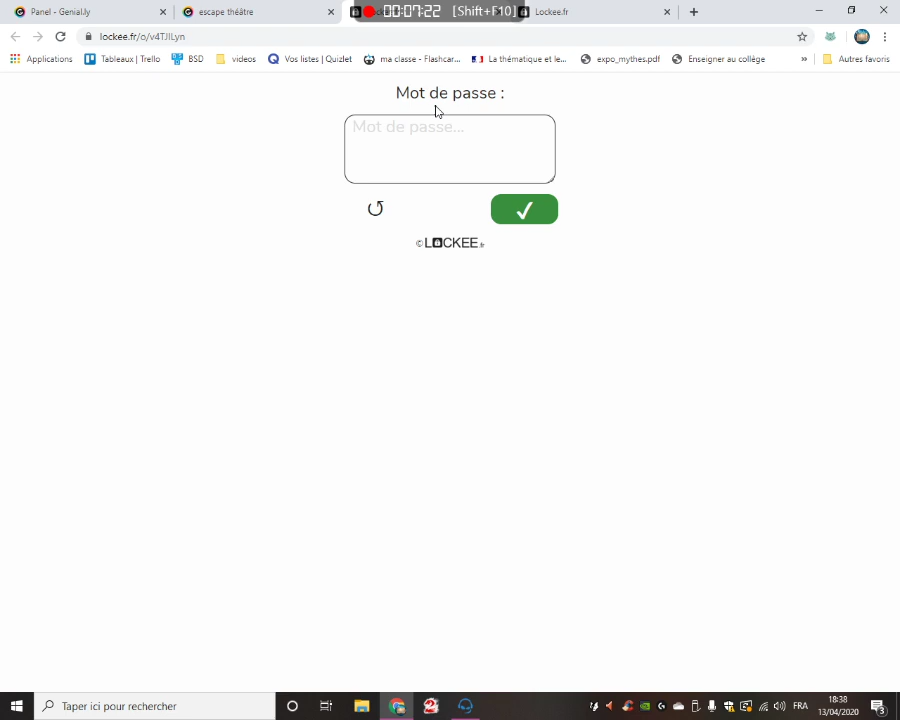 Panel - Genial.ly
escape théâtre
00:07:22 [Shift+F10]
Lockee.fr
lockee.fr/o/v4TJILyn
Applications
Tableaux | Trello
BSD
videos
Vos listes | Quizlet
ma classe - Flashcar...
La thématique et le...
expo_mythes.pdf
Enseigner au collège
»
Autres favoris
Mot de passe :
Mot de passe...
©LOCKEE.fr
Taper ici pour rechercher
FRA
18:38
13/04/2020
3